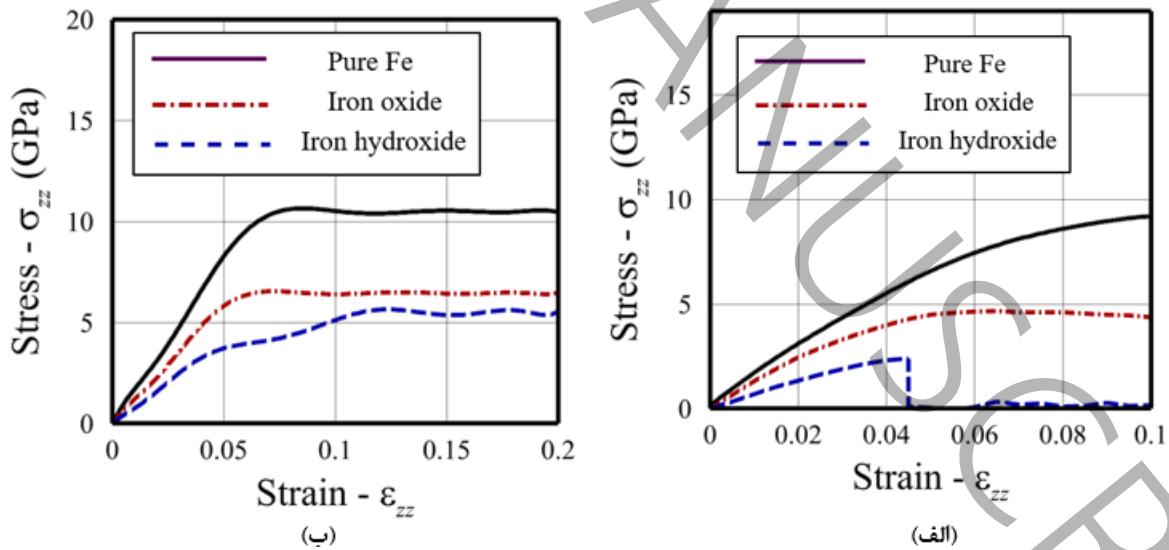 20
15
10
5
0
Stress - σzz (GPa)
Pure Fe
Iron oxide
Iron hydroxide
0 0.05 0.1 0.15 0.2
Strain - εzz
(ب)
15
10
5
0
Stress - σzz (GPa)
Pure Fe
Iron oxide
Iron hydroxide
0 0.02 0.04 0.06 0.08 0.1
Strain - εzz
(الف)